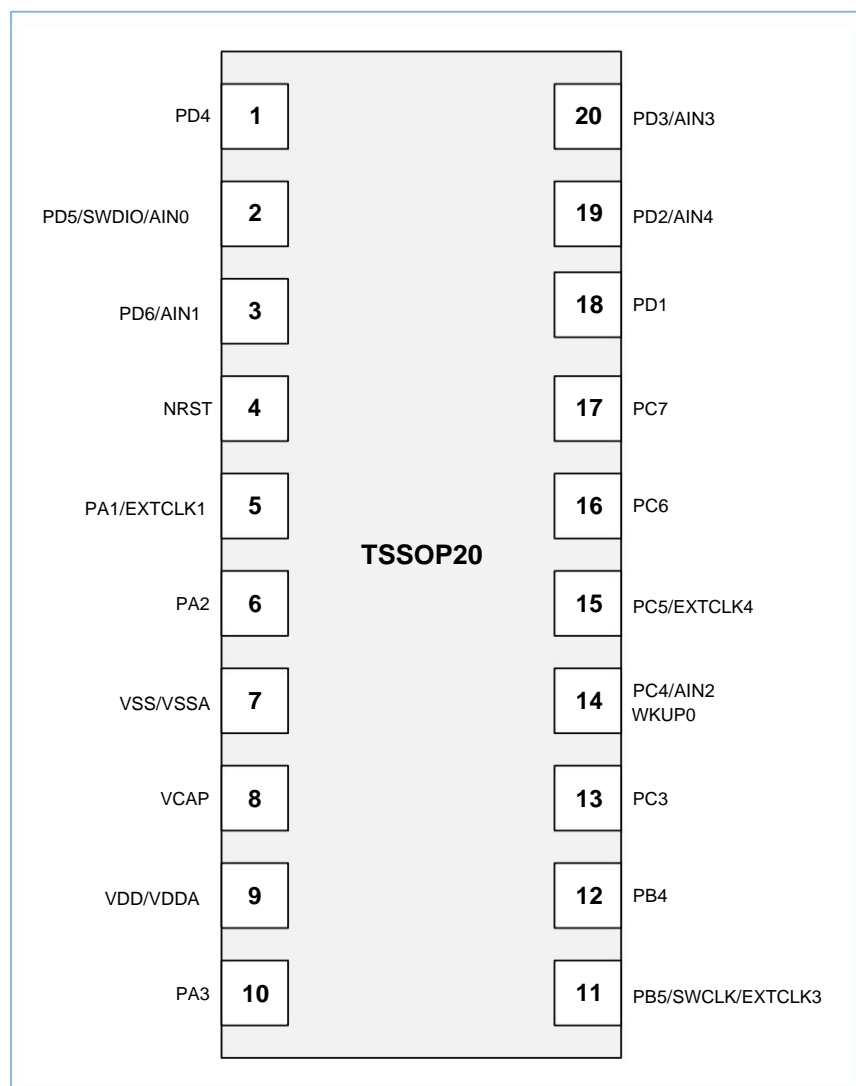 PD4 1
20 PD3/AIN3
PD5/SWDIO/AIN0 2
19 PD2/AIN4
PD6/AIN1 3
18 PD1
NRST 4
17 PC7
PA1/EXTCLK1 5
16 PC6
TSSOP20
PA2 6
15 PC5/EXTCLK4
VSS/VSSA 7
14 PC4/AIN2
WKUP0
VCAP 8
13 PC3
VDD/VDDA 9
12 PB4
PA3 10
11 PB5/SWCLK/EXTCLK3